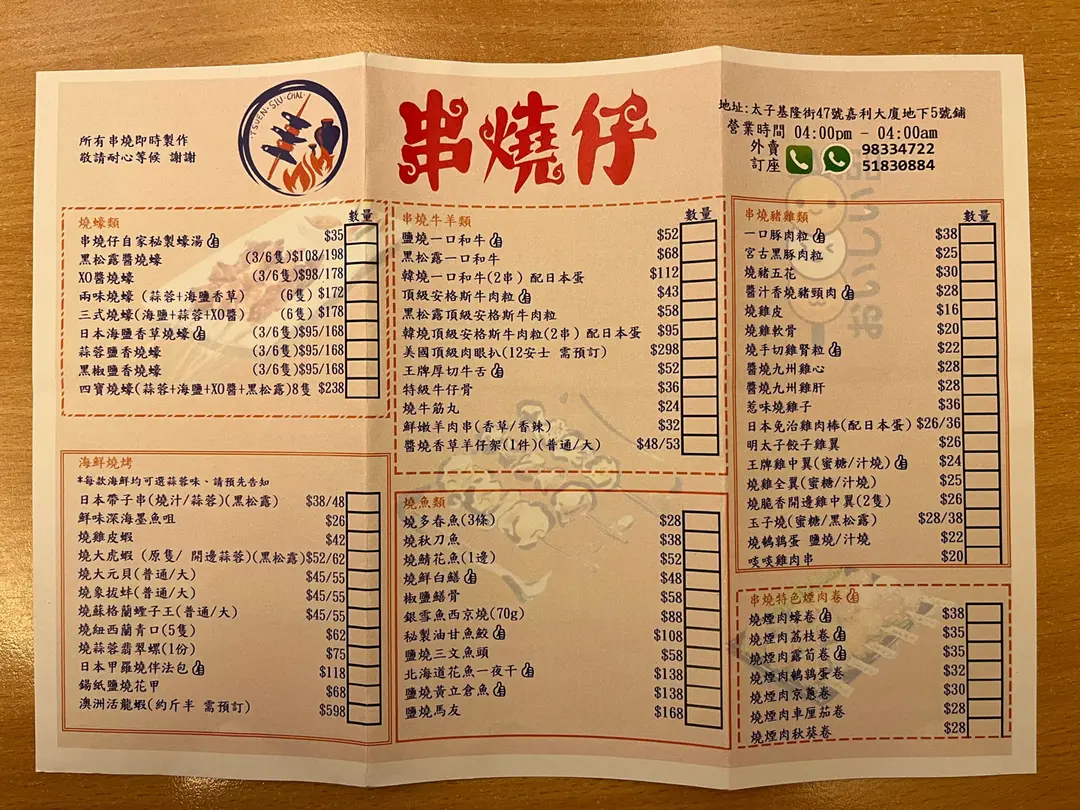 所有串燒即時製作
敬請耐心等候 謝謝
TSUEN·SIU·CHAI
串燒仔
地址:太子基隆街47號嘉利大廈地下5號鋪
營業時間 04:00pm - 04:00am
外賣 98334722
訂座 51830884
燒蠔類 數量
串燒仔自家秘製蠔湯 $35
黑松露醬燒蠔 (3/6隻)$108/198
XO醬燒蠔 (3/6隻)$98/178
兩味燒蠔 (蒜蓉+海鹽香草) (6隻) $172
三式燒蠔(海鹽+蒜蓉+XO醬) (6隻) $178
日本海鹽香草燒蠔 (3/6隻)$95/168
蒜蓉鹽香燒蠔 (3/6隻)$95/168
黑椒鹽香燒蠔 (3/6隻)$95/168
四寶燒蠔(蒜蓉+海鹽+XO醬+黑松露)8隻 $238
海鮮燒烤
*每款海鮮均可選蒜蓉味、請預先告知
日本帶子串(燒汁/蒜蓉)(黑松露) $38/48
鮮味深海墨魚咀 $26
燒雞皮蝦 $42
燒大虎蝦 (原隻/ 開邊蒜蓉)(黑松露)$52/62
燒大元貝(普通/大) $45/55
燒象拔蚌(普通/大) $45/55
燒蘇格蘭蟶子王(普通/大) $45/55
燒紐西蘭青口(5隻) $62
燒蒜蓉翡翠螺(1份) $75
日本甲羅燒伴法包 $118
錫紙鹽燒花甲 $68
澳洲活龍蝦(約斤半 需預訂) $598
串燒牛羊類 數量
鹽燒一口和牛 $52
黑松露一口和牛 $68
韓燒一口和牛(2串) 配日本蛋 $112
頂級安格斯牛肉粒 $43
黑松露頂級安格斯牛肉粒 $58
韓燒頂級安格斯牛肉粒(2串) 配日本蛋 $95
美國頂級肉眼扒(12安士 需預訂) $298
王牌厚切牛舌 $52
特級牛仔骨 $36
燒牛筋丸 $24
鮮嫩羊肉串(香草/香辣) $32
醬燒香草羊仔架(1件)(普通/大) $48/53
燒魚類
燒多春魚(3條) $28
燒秋刀魚 $38
燒鯖花魚(1邊) $52
燒鮮白鱔 $48
椒鹽鱔骨 $58
銀雪魚西京燒(70g) $88
秘製油甘魚鮫 $108
鹽燒三文魚頭 $58
北海道花魚一夜干 $138
鹽燒黃立倉魚 $138
鹽燒馬友 $168
串燒豬雞類 數量
一口豚肉粒 $38
宮古黑豚肉粒 $25
燒豬五花 $30
醬汁香燒豬頸肉 $28
燒雞皮 $16
燒雞軟骨 $20
燒手切雞腎粒 $22
醬燒九州雞心 $28
醬燒九州雞肝 $28
惹味燒雞子 $36
日本免治雞肉棒(配日本蛋) $26/36
明太子餃子雞翼 $26
王牌雞中翼(蜜糖/汁燒) $24
燒雞全翼(蜜糖/汁燒) $25
燒脆香開邊雞中翼(2隻) $26
玉子燒(蜜糖/黑松露) $28/38
燒鵪鶉蛋 鹽燒/汁燒 $22
啖啖雞肉串 $20
串燒特色煙肉卷
燒煙肉蠔卷 $38
燒煙肉荔枝卷 $35
燒煙肉露荀卷 $35
燒煙肉鵪鶉蛋卷 $32
燒煙肉京蔥卷 $30
燒煙肉車厘茄卷 $28
燒煙肉秋葵卷 $28